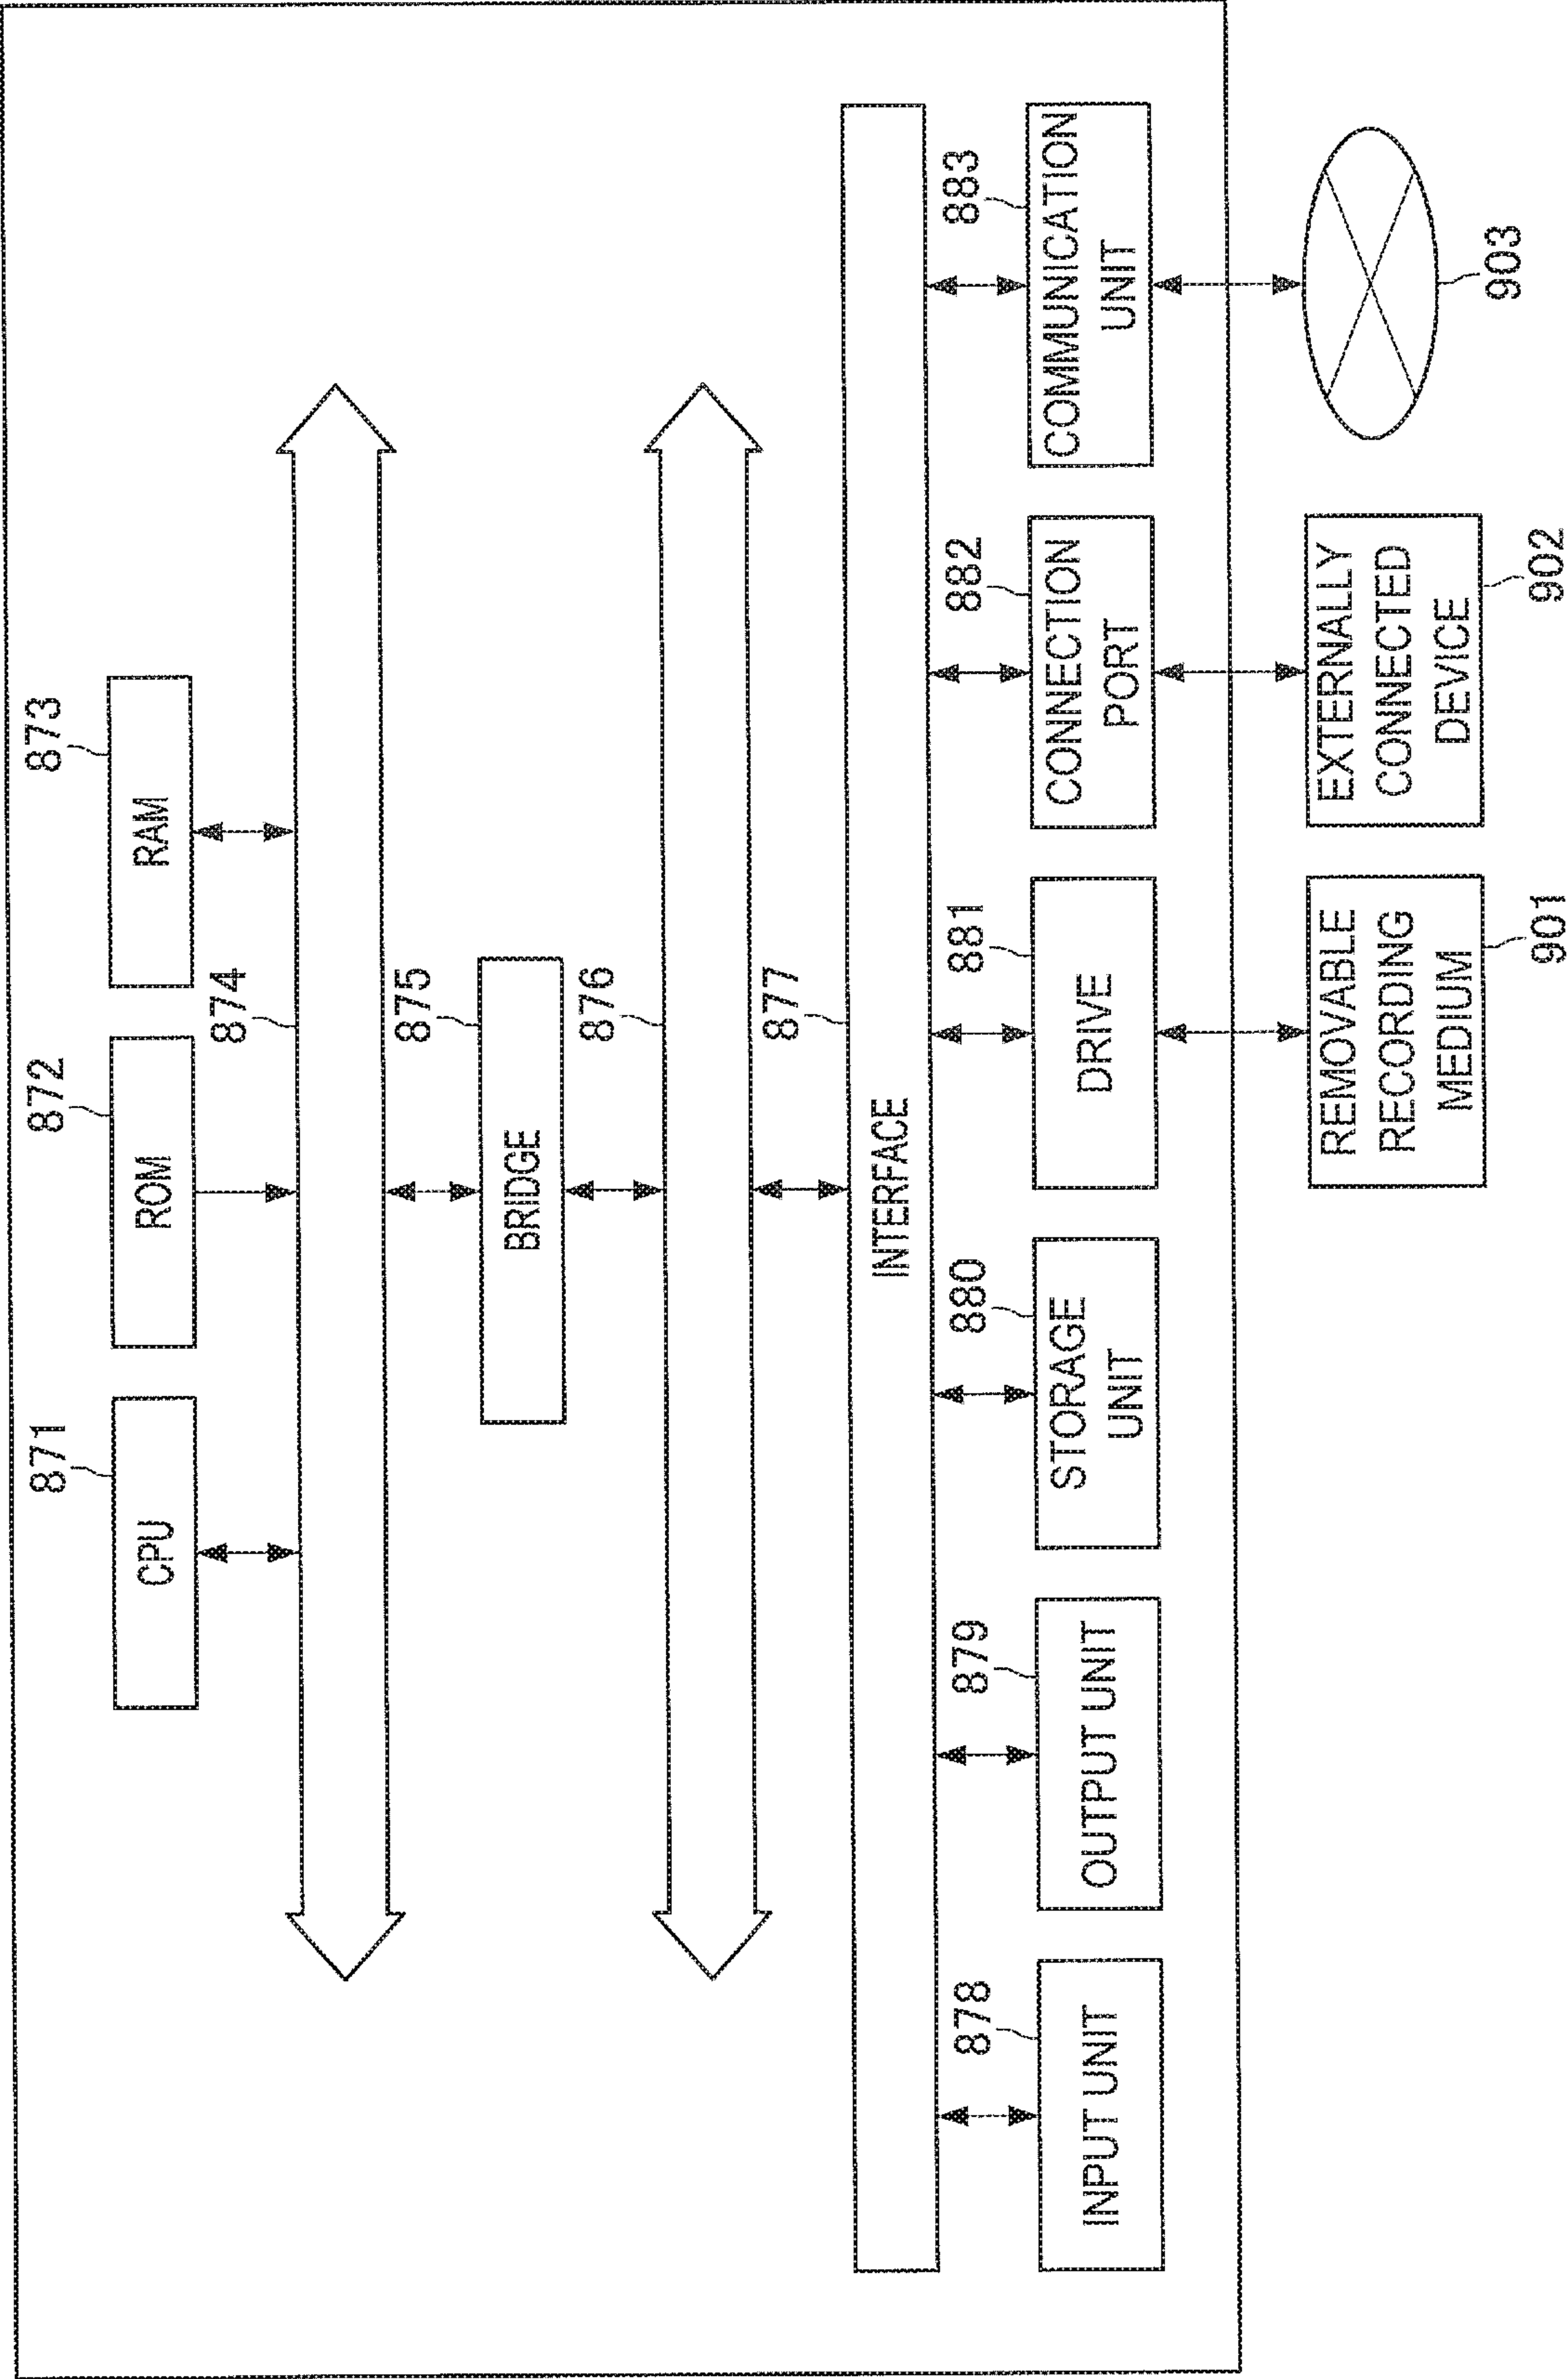 871
872
873
CPU
ROM
RAM
874
875
BRIDGE
876
877
INTERFACE
878
879
880
881
882
883
INPUT UNIT
OUTPUT UNIT
STORAGE
UNIT
DRIVE
CONNECTION
PORT
COMMUNICATION
UNIT
REMOVABLE
RECORDING
MEDIUM
EXTERNALLY
CONNECTED
DEVICE
903
901
902